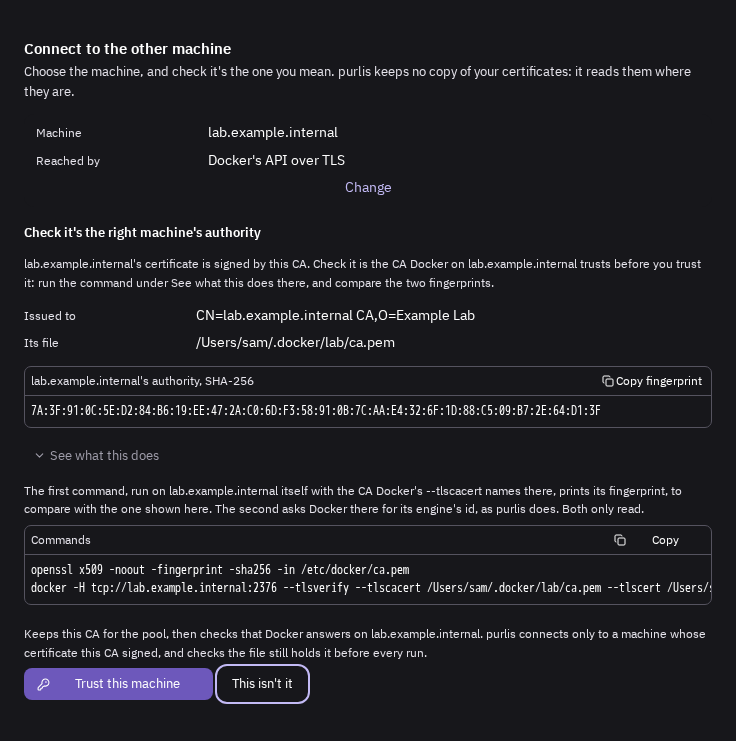 Connect to the other machine
Choose the machine, and check it's the one you mean. purlis keeps no copy of your certificates: it reads them where
they are.
Machine lab.example.internal
Reached by Docker's API over TLS
Change
Check it's the right machine's authority
lab.example.internal's certificate is signed by this CA. Check it is the CA Docker on lab.example.internal trusts before you trust
it: run the command under See what this does there, and compare the two fingerprints.
Issued to CN=lab.example.internal CA,O=Example Lab
Its file /Users/sam/.docker/lab/ca.pem
lab.example.internal's authority, SHA-256 Copy fingerprint
7A:3F:91:0C:5E:D2:84:B6:19:EE:47:2A:C0:6D:F3:58:91:0B:7C:AA:E4:32:6F:1D:88:C5:09:B7:2E:64:D1:3F
See what this does
The first command, run on lab.example.internal itself with the CA Docker's --tlscacert names there, prints its fingerprint, to
compare with the one shown here. The second asks Docker there for its engine's id, as purlis does. Both only read.
Commands Copy
openssl x509 -noout -fingerprint -sha256 -in /etc/docker/ca.pem
docker -H tcp://lab.example.internal:2376 --tlsverify --tlscacert /Users/sam/.docker/lab/ca.pem --tlscert /Users/
Keeps this CA for the pool, then checks that Docker answers on lab.example.internal. purlis connects only to a machine whose
certificate this CA signed, and checks the file still holds it before every run.
Trust this machine This isn't it